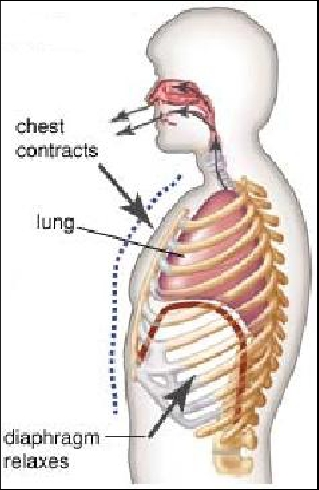 chest
contracts
lung
diaphragm
relaxes